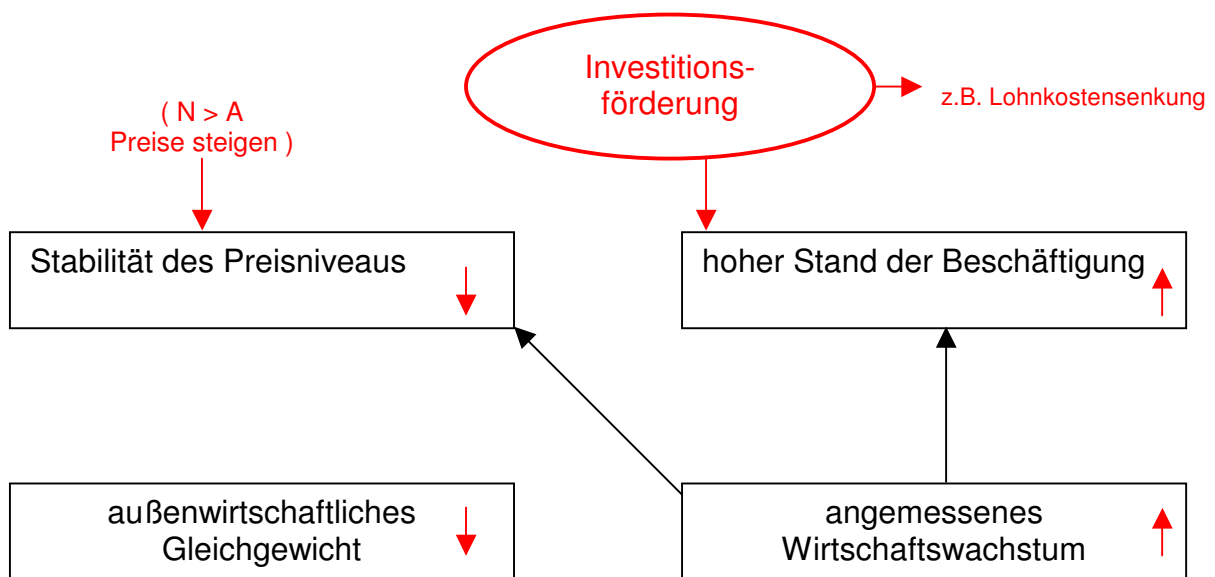 Investitions-
förderung
z.B. Lohnkostensenkung
( N > A
Preise steigen )
Stabilität des Preisniveaus
hoher Stand der Beschäftigung
außenwirtschaftliches
Gleichgewicht
angemessenes
Wirtschaftswachstum